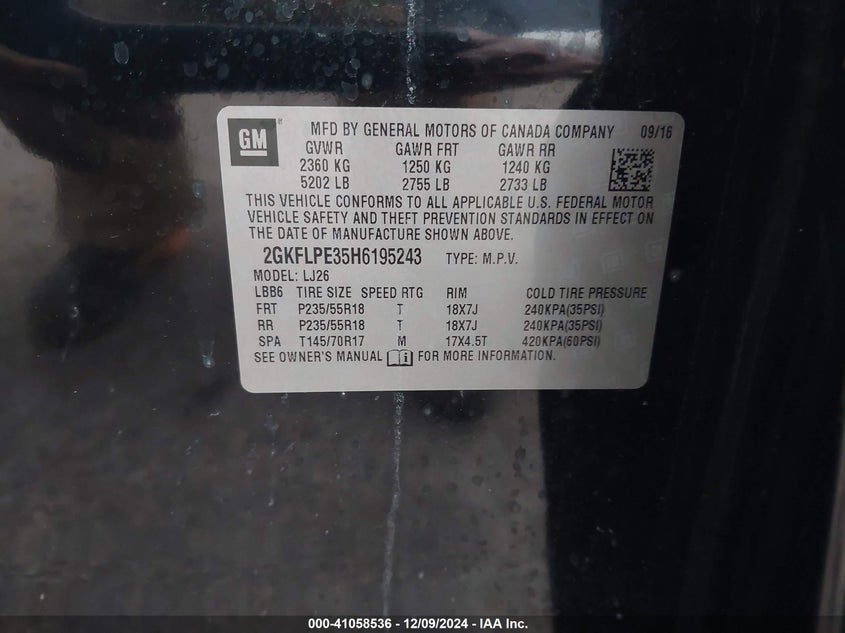 GM
MFD BY GENERAL MOTORS OF CANADA COMPANY 09/16
GVWR GAWR FRT GAWR RR
2360 KG 1250 KG 1240 KG
5202 LB 2755 LB 2733 LB
THIS VEHICLE CONFORMS TO ALL APPLICABLE U.S. FEDERAL MOTOR
VEHICLE SAFETY AND THEFT PREVENTION STANDARDS IN EFFECT ON
THE DATE OF MANUFACTURE SHOWN ABOVE.
2GKFLPE35H6195243 TYPE: M.P.V.
MODEL: LJ26
LBB6 TIRE SIZE SPEED RTG RIM COLD TIRE PRESSURE
FRT P235/55R18 T 18X7J 240KPA(35PSI)
RR P235/55R18 T 18X7J 240KPA(35PSI)
SPA T145/70R17 M 17X4.5T 420KPA(60PSI)
SEE OWNER'S MANUAL FOR MORE INFORMATION.
000-41058536 - 12/09/2024 - IAA Inc.